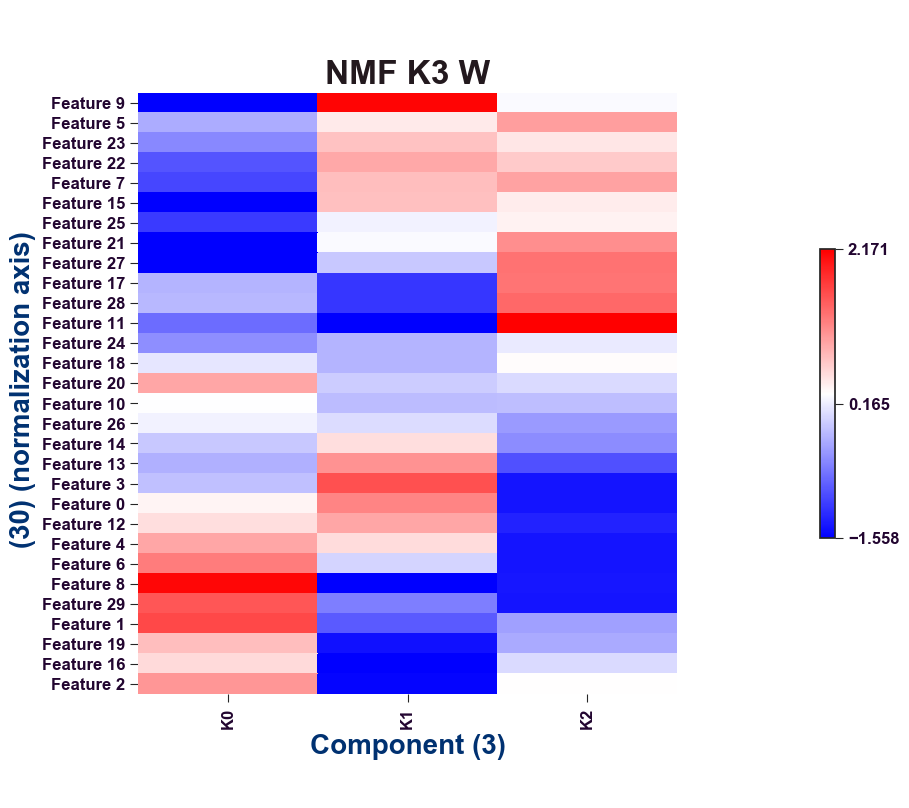 NMF K3 W
Feature 9
Feature 5
Feature 23
Feature 22
Feature 7
Feature 15
Feature 25
Feature 21
Feature 27
Feature 17
Feature 28
Feature 11
Feature 24
Feature 18
Feature 20
Feature 10
Feature 26
Feature 14
Feature 13
Feature 3
Feature 0
Feature 12
Feature 4
Feature 6
Feature 8
Feature 29
Feature 1
Feature 19
Feature 16
Feature 2
(30) (normalization axis)
K0
K1
K2
Component (3)
2.171
0.165
−1.558